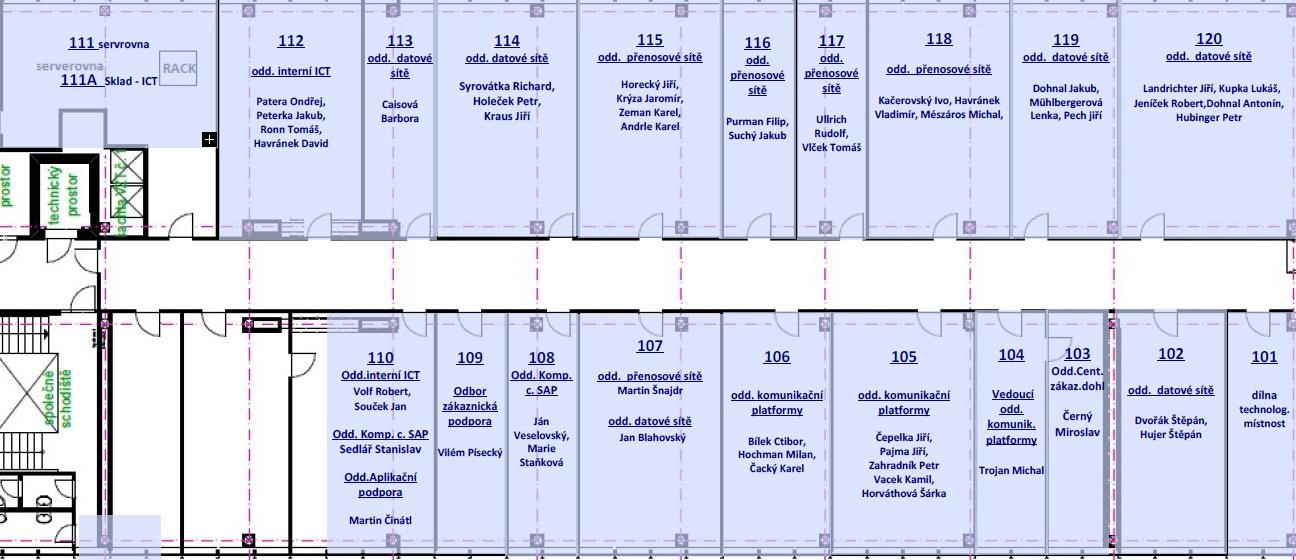 111 servrovna
serverovna
RACK
111A Sklad - ICT
112
odd. interní ICT
Patera Ondřej,
Peterka Jakub,
Ronn Tomáš,
Havránek David
113
odd. datové
sítě
Caisová
Barbora
114
odd. datové sítě
Syrovátka Richard,
Holeček Petr,
Kraus Jiří
115
odd. přenosové sítě
Horecký Jiří,
Krýza Jaromír,
Zeman Karel,
Andrle Karel
116
odd.
přenosové
sítě
Purman Filip,
Suchý Jakub
117
odd.
přenosové
sítě
Ullrich
Rudolf,
Vlček Tomáš
118
odd. přenosové sítě
Kačerovský Ivo, Havránek
Vladimír, Mészáros Michal,
119
odd. datové sítě
Dohnal Jakub,
Mühlbergerová
Lenka, Pech jiří
120
odd. datové sítě
Landrichter Jiří, Kupka Lukáš,
Jeníček Robert,Dohnal Antonín,
Hubinger Petr
prostor
technický
prostor
šachta VZT č.
společné
schodiště
110
Odd.interní ICT
Volf Robert,
Souček Jan
Odd. Komp. c. SAP
Sedlář Stanislav
Odd.Aplikační
podpora
Martin Činátl
109
Odbor
zákaznická
podpora
Vilém Písecký
108
Odd. Komp.
c. SAP
Ján
Veselovský,
Marie
Staňková
107
odd. přenosové sítě
Martin Šnajdr
odd. datové sítě
Jan Blahovský
106
odd. komunikační
platformy
Bílek Ctibor,
Hochman Milan,
Čacký Karel
105
odd. komunikační
platformy
Čepelka Jiří,
Pajma Jiří,
Zahradník Petr
Vacek Kamil,
Horváthová Šárka
104
Vedoucí
odd.
komunik.
platformy
Trojan Michal
103
Odd.Cent.
zákaz.dohl
Černý
Miroslav
102
odd. datové sítě
Dvořák Štěpán,
Hujer Štěpán
101
dílna
technolog.
místnost